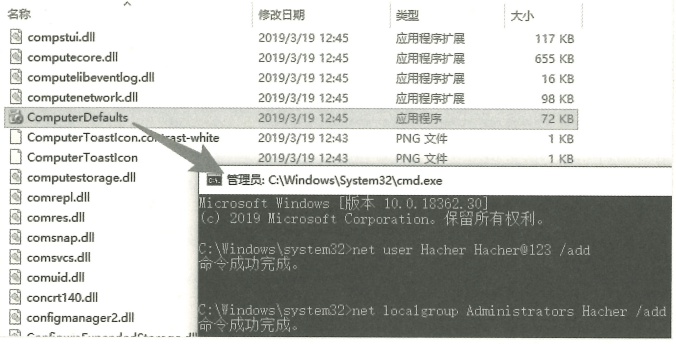 名称 修改日期 类型 大小
compstui.dll 2019/3/19 12:45 应用程序扩展 117 KB
computecore.dll 2019/3/19 12:45 应用程序扩展 655 KB
computelibeventlog.dll 2019/3/19 12:45 应用程序扩展 16 KB
computenetwork.dll 2019/3/19 12:45 应用程序扩展 98 KB
ComputerDefaults 2019/3/19 12:45 应用程序 72 KB
ComputerToastIcon.contrast-white 2019/3/19 12:43 PNG 文件 1 KB
ComputerToastIcon 2019/3/19 12:43 PNG 文件 1 KB
computestorage.dll
comrepl.dll
comres.dll
comsnap.dll
comsvcs.dll
comuid.dll
concrt140.dll
configmanager2.dll
管理员: C:\Windows\System32\cmd.exe
Microsoft Windows [版本 10.0.18362.30]
(c) 2019 Microsoft Corporation。保留所有权利。
C:\Windows\system32>net user Hacher Hacher@123 /add
命令成功完成。
C:\Windows\system32>net localgroup Administrators Hacher /add
命令成功完成。